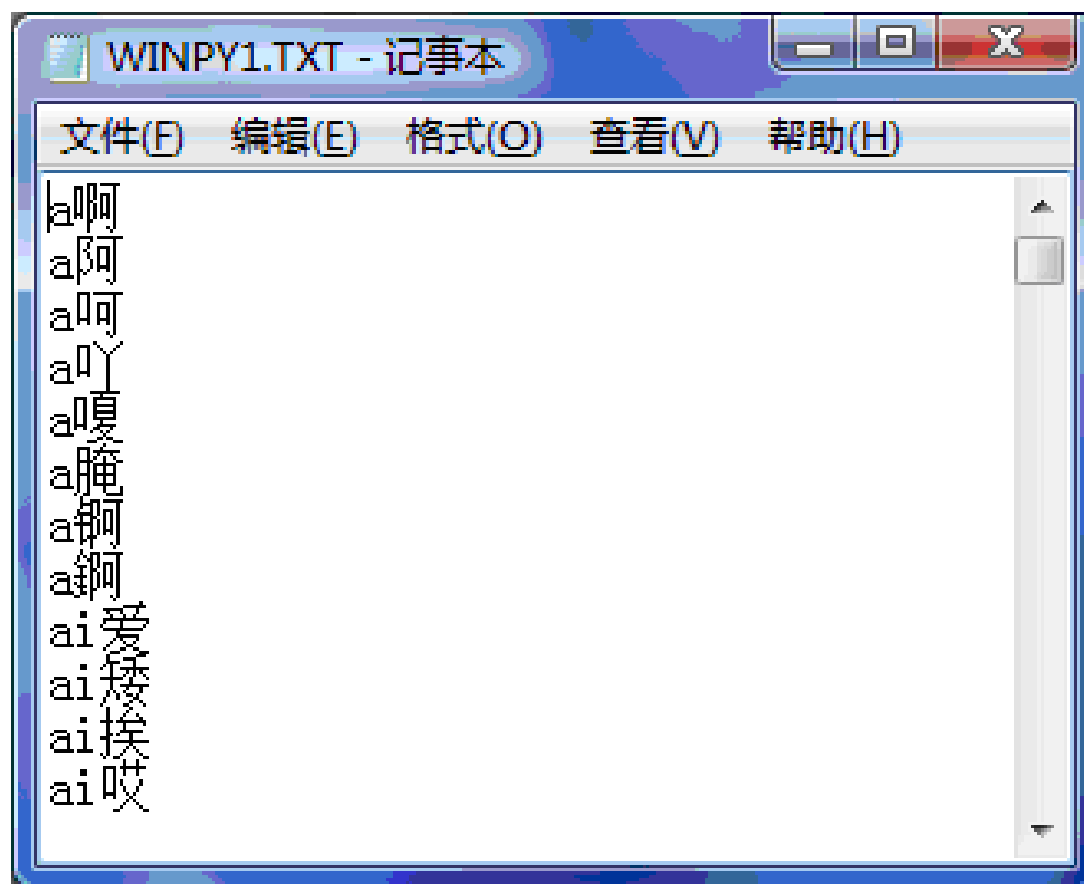 WINPY1.TXT - 记事本
文件(F) 编辑(E) 格式(O) 查看(V) 帮助(H)
a啊
a阿
a呵
a吖
a嗄
a腌
a锕
a錒
ai爱
ai矮
ai挨
ai哎